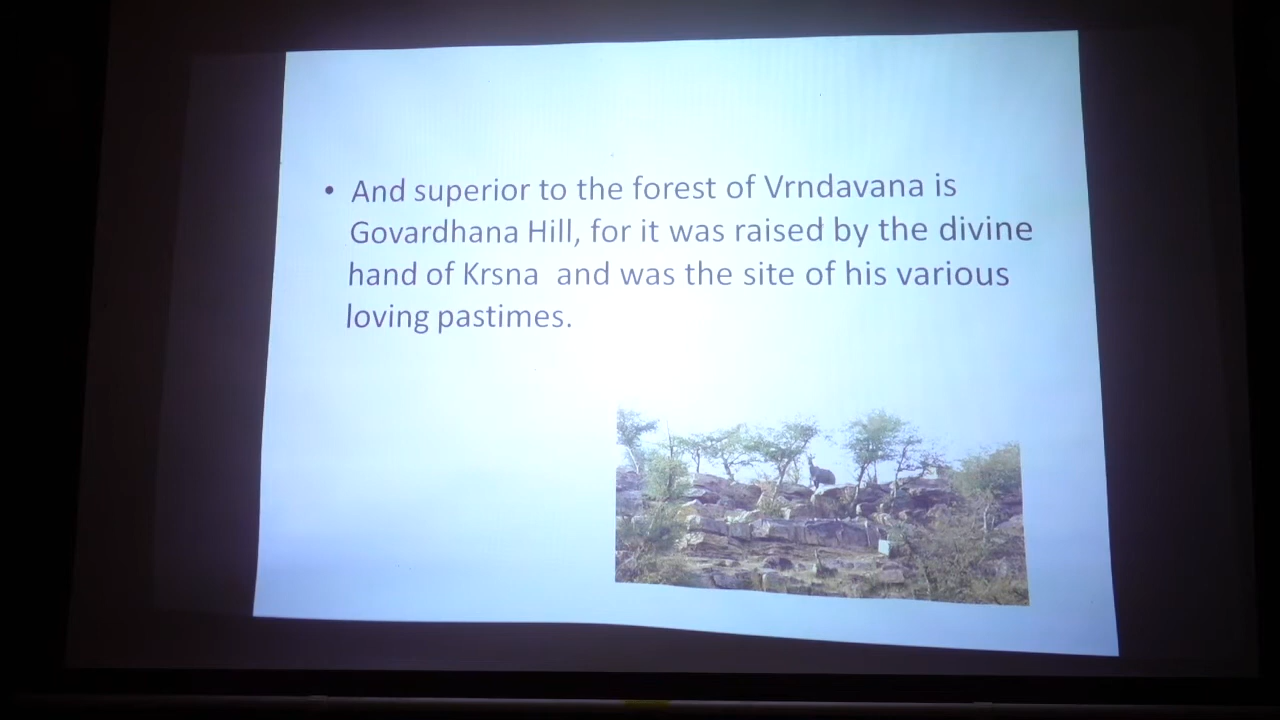 • And superior to the forest of Vrndavana is
Govardhana Hill, for it was raised by the divine
hand of Krsna  and was the site of his various
loving pastimes.